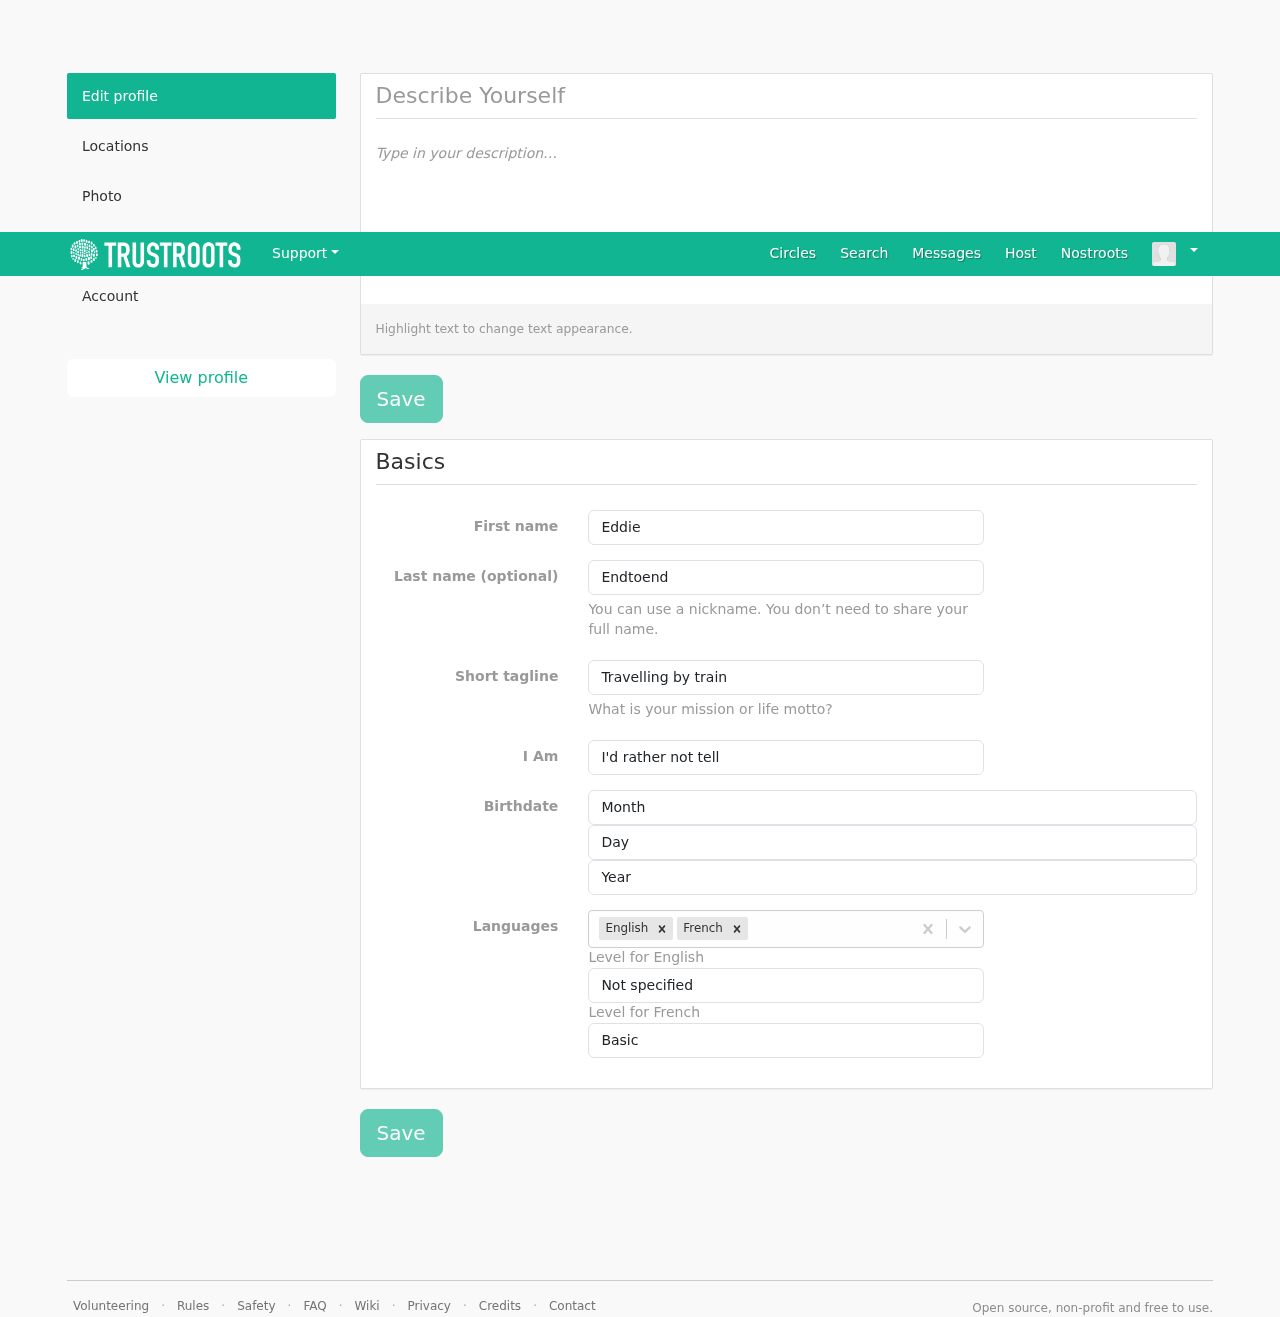 Edit profile
Locations
Photo
Describe Yourself
Type in your description...
TRUSTROOTS
Support
Circles
Search
Messages
Host
Nostroots
Account
View profile
Highlight text to change text appearance.
Save
Basics
First name
Eddie
Last name (optional)
Endtoend
You can use a nickname. You don’t need to share your
full name.
Short tagline
Travelling by train
What is your mission or life motto?
I Am
I'd rather not tell
Birthdate
Month
Day
Year
Languages
English
French
Level for English
Not specified
Level for French
Basic
Save
Volunteering · Rules · Safety · FAQ · Wiki · Privacy · Credits · Contact
Open source, non-profit and free to use.